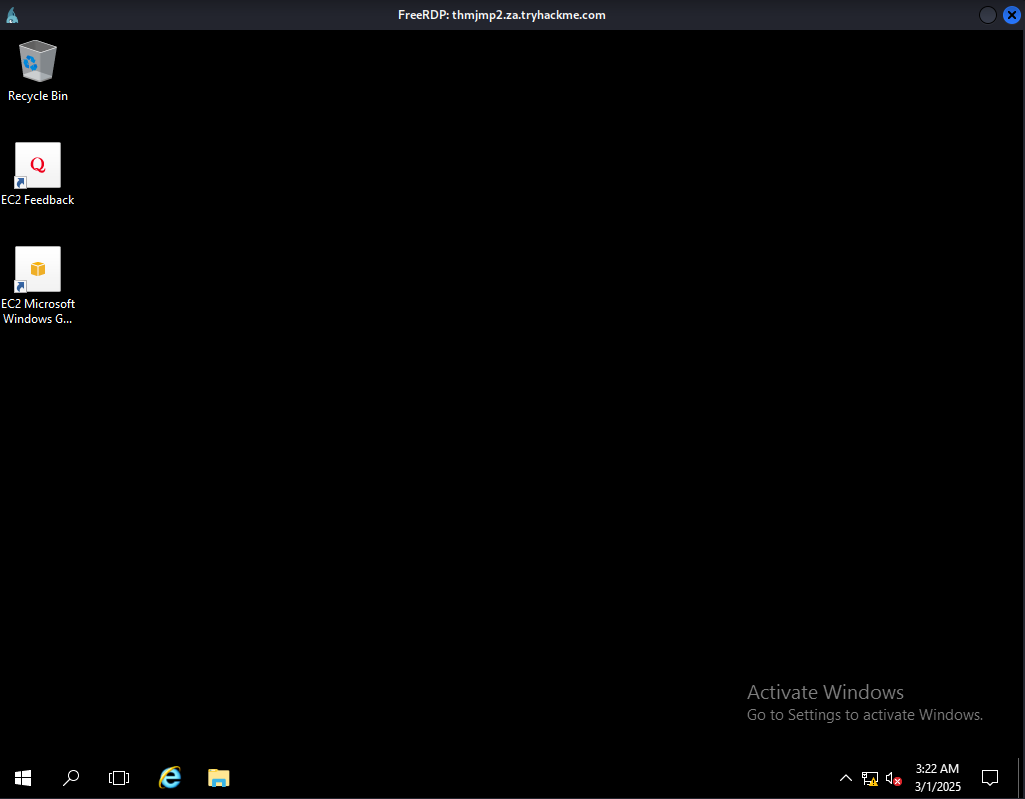 FreeRDP: thmjmp2.za.tryhackme.com
Recycle Bin
Q
EC2 Feedback
EC2 Microsoft
Windows G...
Activate Windows
Go to Settings to activate Windows.
3:22 AM
3/1/2025